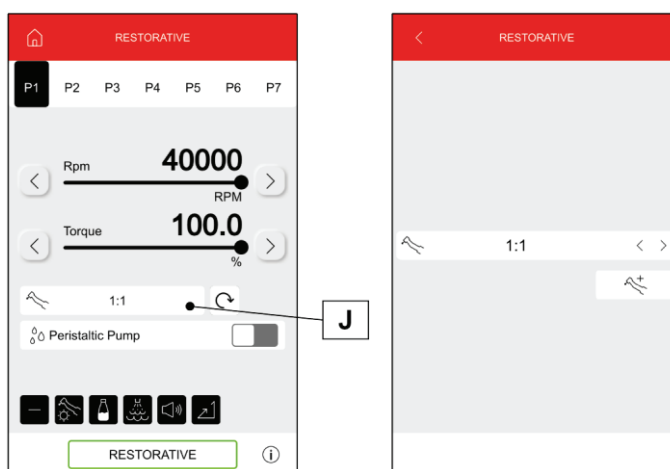 RESTORATIVE
P1 P2 P3 P4 P5 P6 P7
Rpm 40000
RPM
Torque 100.0
%
1:1
Peristaltic Pump
1
RESTORATIVE
i
J
RESTORATIVE
1:1